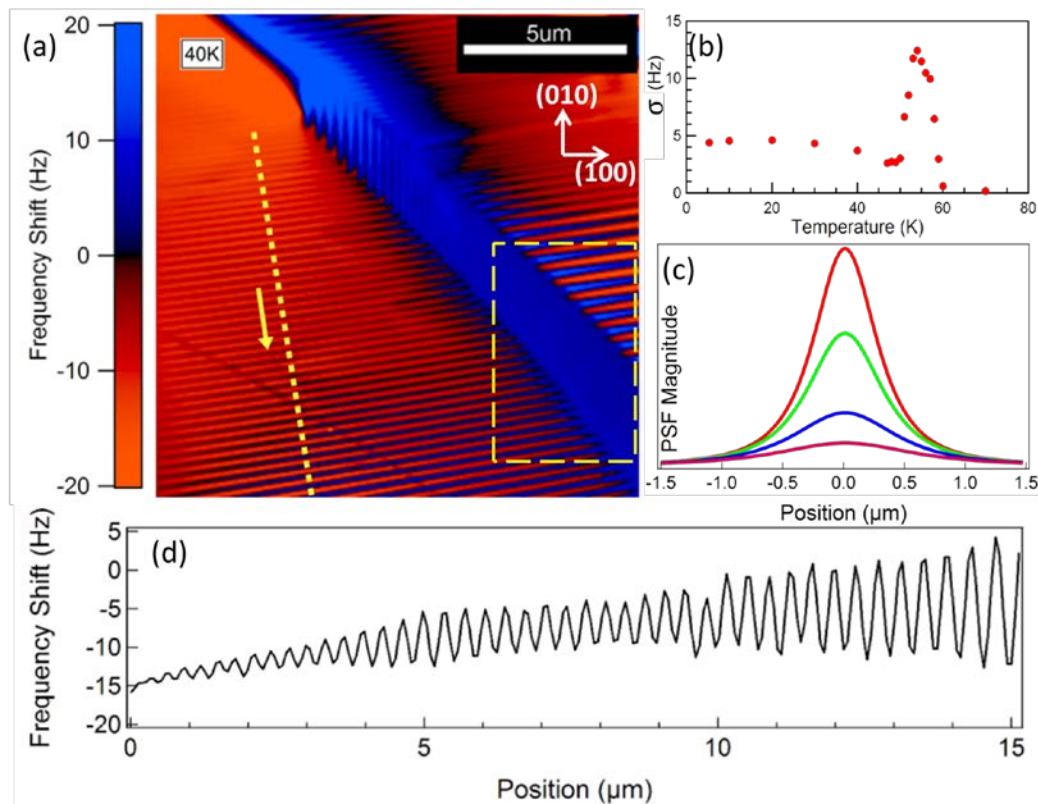 (a)
20
10
0
-10
-20
Frequency Shift (Hz)
40K
5um
(010)
(100)
(b)
15
10
5
0
σ (Hz)
0 20 40 60 80
Temperature (K)
(c)
PSF Magnitude
-1.5 -1.0 -0.5 0.0 0.5 1.0 1.5
Position (µm)
(d)
5
0
-5
-10
-15
-20
Frequency Shift (Hz)
0 5 10 15
Position (µm)